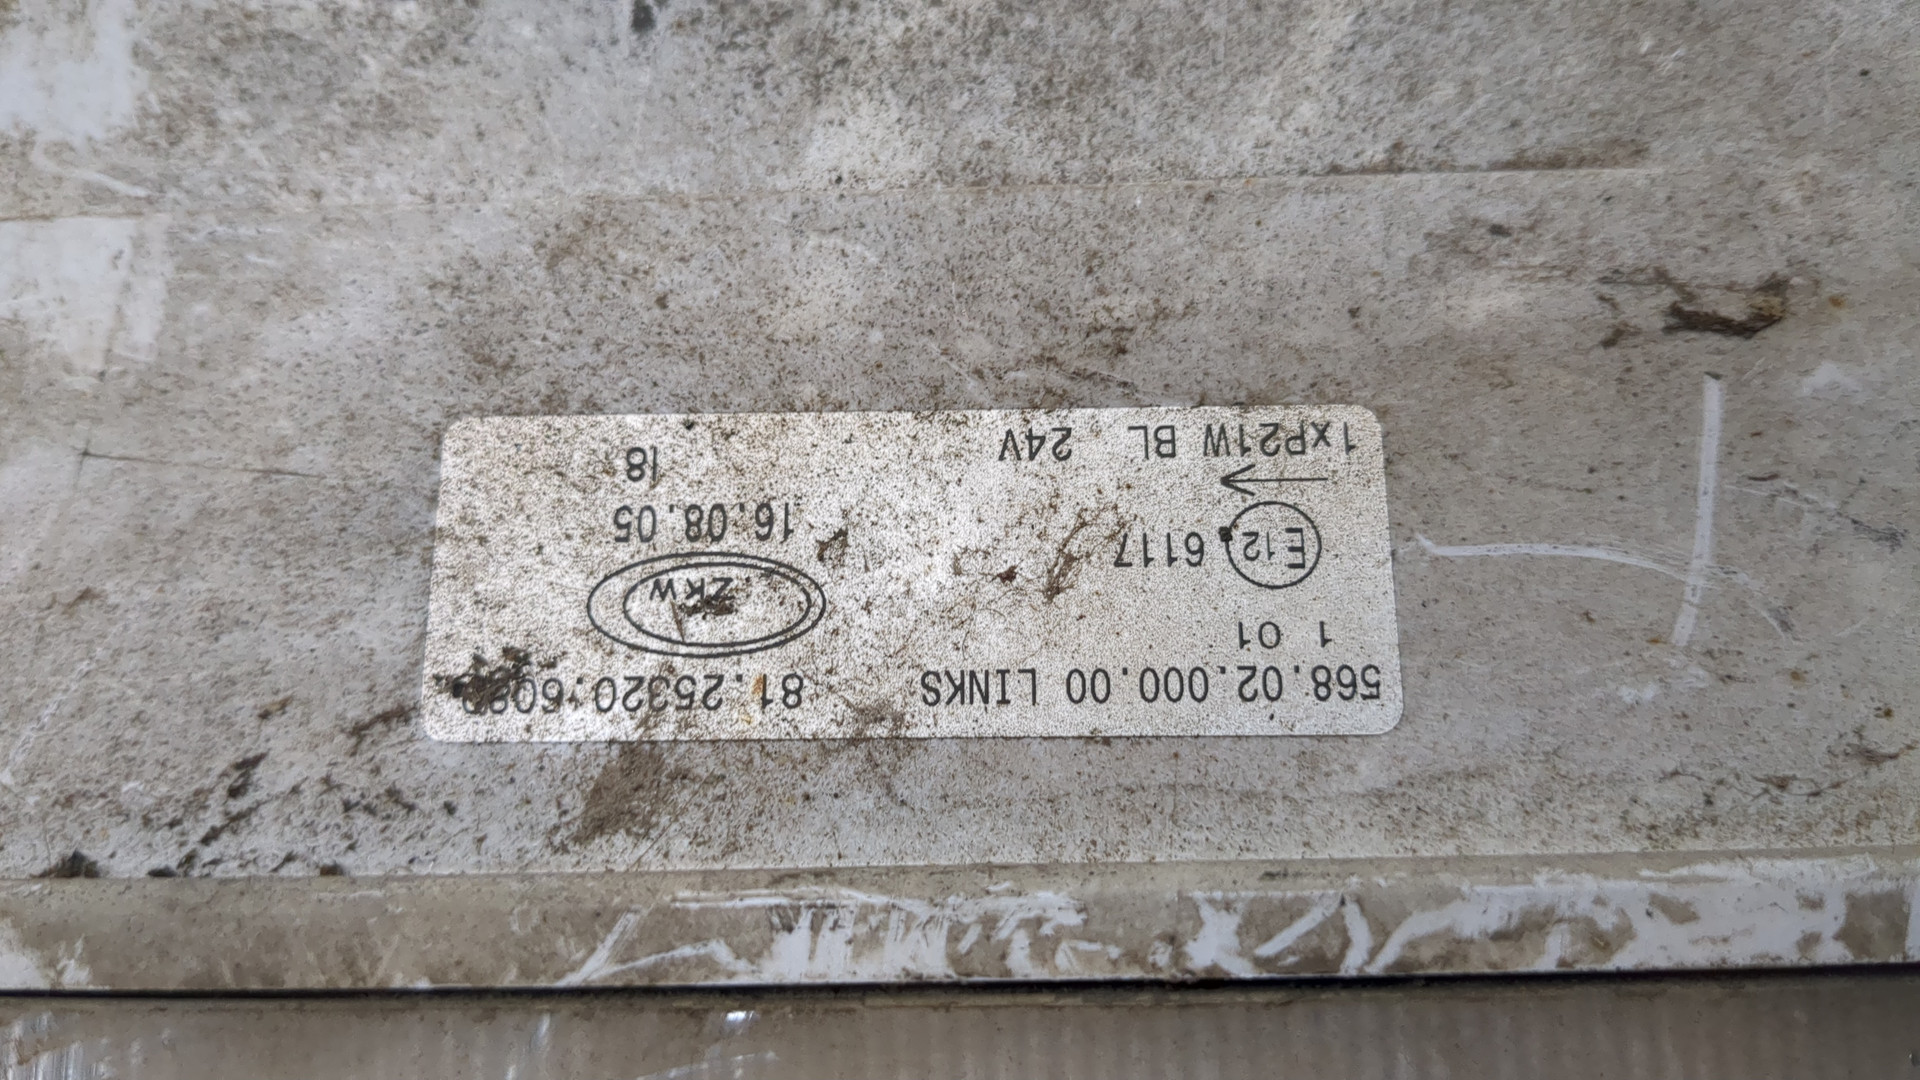 568.02.000.00 LINKS 81.25320
1 01
ZKW
E12 6117
16.08.05
1xP21W BL 24V
18